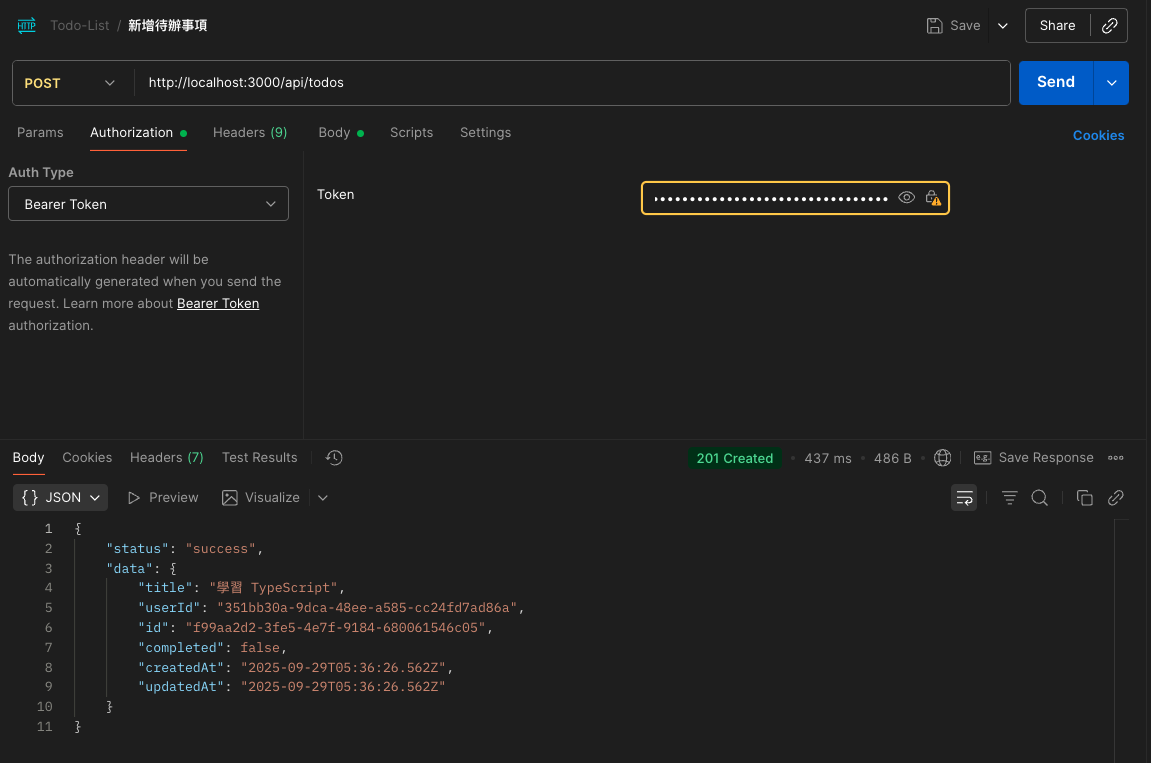 HTTP Todo-List / 新增待辦事項 Save Share
POST http://localhost:3000/api/todos Send
Params Authorization Headers (9) Body Scripts Settings Cookies
Auth Type
Bearer Token
Token
The authorization header will be
automatically generated when you send the
request. Learn more about Bearer Token
authorization.
Body Cookies Headers (7) Test Results 201 Created 437 ms 486 B e.g. Save Response
{ } JSON Preview Visualize
1 {
2 "status": "success",
3 "data": {
4 "title": "學習 TypeScript",
5 "userId": "351bb30a-9dca-48ee-a585-cc24fd7ad86a",
6 "id": "f99aa2d2-3fe5-4e7f-9184-680061546c05",
7 "completed": false,
8 "createdAt": "2025-09-29T05:36:26.562Z",
9 "updatedAt": "2025-09-29T05:36:26.562Z"
10 }
11 }